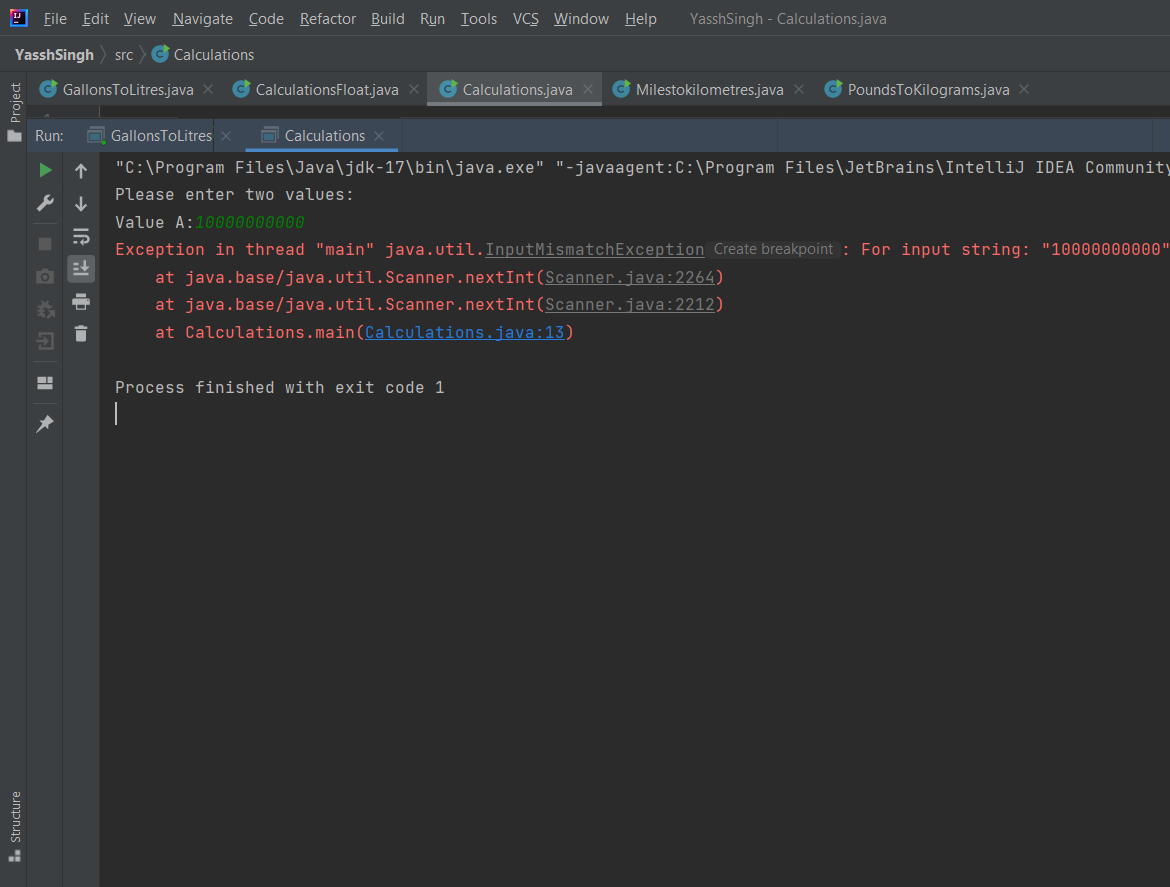 File Edit View Navigate Code Refactor Build Run Tools VCS Window Help YasshSingh - Calculations.java
YasshSingh src Calculations
Project
GallonsToLitres.java CalculationsFloat.java Calculations.java Milestokilometres.java PoundsToKilograms.java
Run: GallonsToLitres Calculations
"C:\Program Files\Java\jdk-17\bin\java.exe" "-javaagent:C:\Program Files\JetBrains\IntelliJ IDEA Community
Please enter two values:
Value A:10000000000
Exception in thread "main" java.util.InputMismatchException Create breakpoint : For input string: "10000000000"
at java.base/java.util.Scanner.nextInt(Scanner.java:2264)
at java.base/java.util.Scanner.nextInt(Scanner.java:2212)
at Calculations.main(Calculations.java:13)
Process finished with exit code 1
Structure